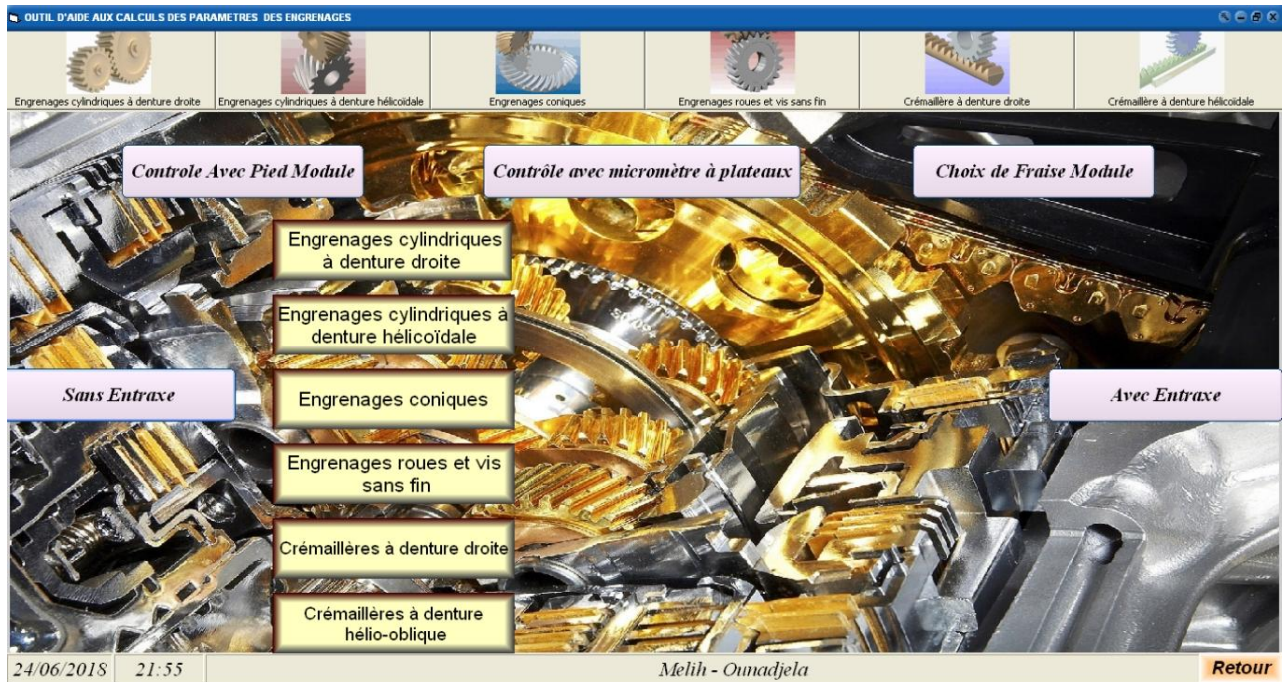 OUTIL D'AIDE AUX CALCULS DES PARAMETRES DES ENGRENAGES
Engrenages cylindriques à denture droite
Engrenages cylindriques à denture hélicoïdale
Engrenages coniques
Engrenages roues et vis sans fin
Crémaillère à denture droite
Crémaillère à denture hélicoïdale
Controle Avec Pied Module
Contrôle avec micromètre à plateaux
Choix de Fraise Module
Engrenages cylindriques
à denture droite
Engrenages cylindriques à
denture hélicoïdale
Sans Entraxe
Engrenages coniques
Avec Entraxe
Engrenages roues et vis
sans fin
Crémaillères à denture droite
Crémaillères à denture
hélio-oblique
24/06/2018
21:55
Melih - Ounadjela
Retour